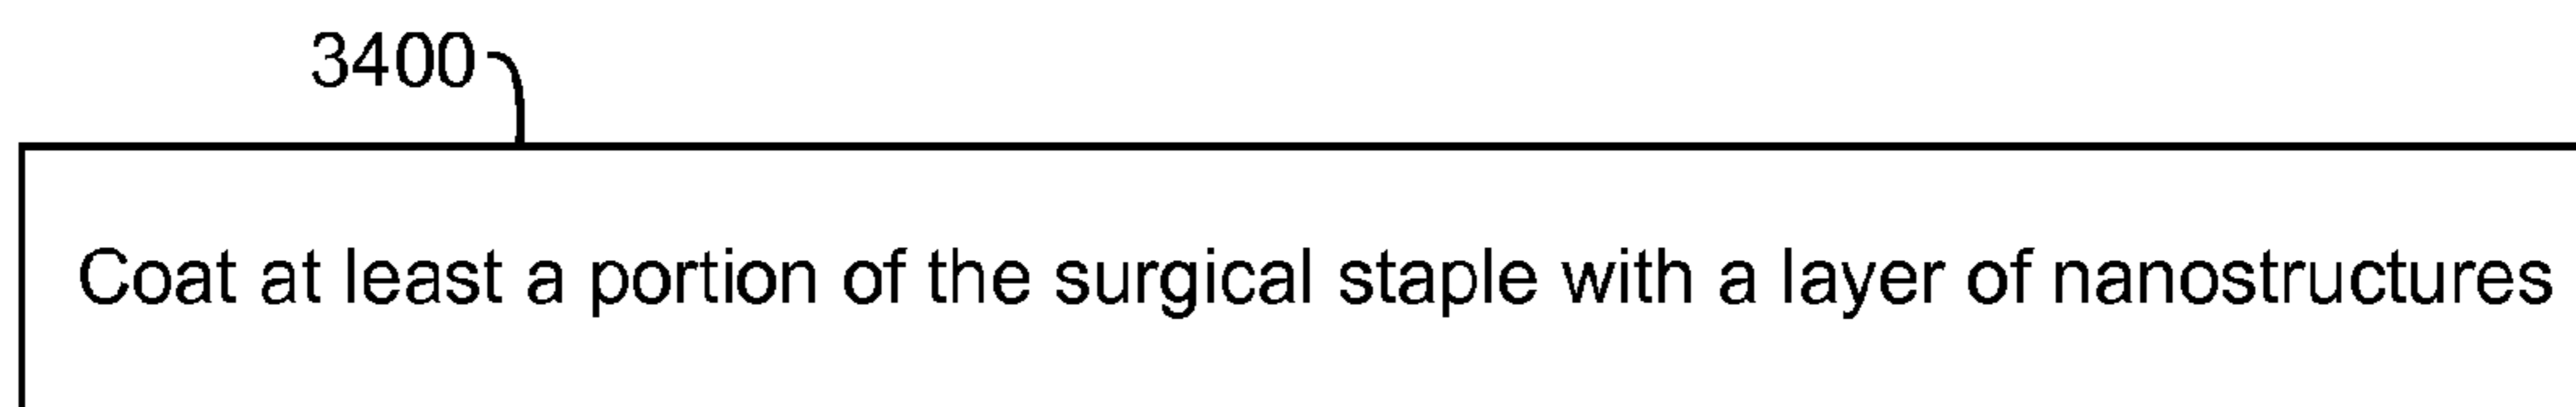 3400
Coat at least a portion of the surgical staple with a layer of nanostructures